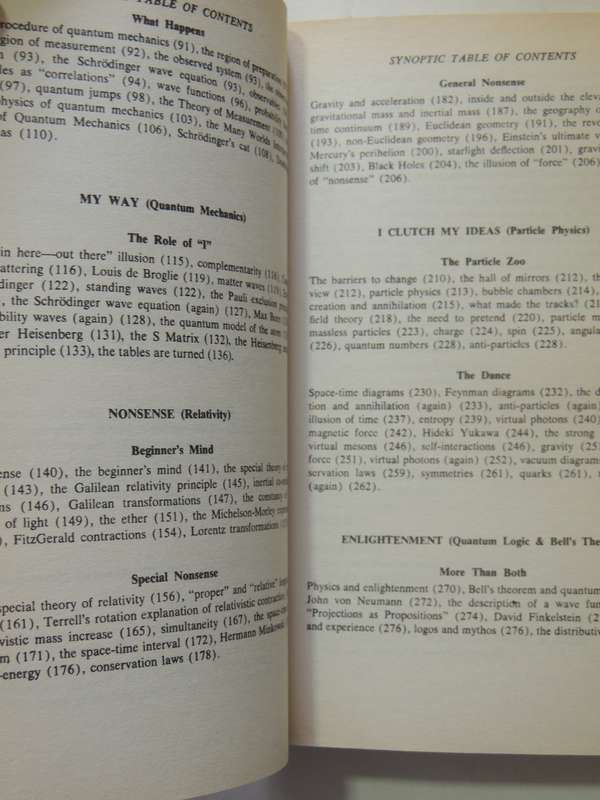 TABLE OF CONTENTS
What Happens
rocedure of quantum mechanics (91), the region of
gion of measurement (92), the observed system (93), the
(93), the Schrödinger wave equation (93),
les as "correlations" (94), wave functions (96),
(97), quantum jumps (98), the Theory of Measurement
physics of quantum mechanics (103), the Many Worlds
of Quantum Mechanics (106), Schrödinger's cat (108),
as (110).
MY WAY (Quantum Mechanics)
The Role of "I"
in here—out there" illusion (115), complementarity (116),
attering (116), Louis de Broglie (119), matter waves
dinger (122), standing waves (122), the Pauli exclusion
, the Schrödinger wave equation (again) (127), Max Born
bility waves (again) (128), the quantum model of the atom
er Heisenberg (131), the S Matrix (132), the Heisenberg
principle (133), the tables are turned (136).
NONSENSE (Relativity)
Beginner's Mind
ense (140), the beginner's mind (141), the special theory of
(143), the Galilean relativity principle (145), inertial
ns (146), Galilean transformations (147), the constancy
of light (149), the ether (151), the Michelson-Morley
), FitzGerald contractions (154), Lorentz transformations
Special Nonsense
special theory of relativity (156), "proper" and "relative"
(161), Terrell's rotation explanation of relativistic contraction
ivistic mass increase (165), simultaneity (167), the
m (171), the space-time interval (172), Hermann Minkowski
-energy (176), conservation laws (178).
SYNOPTIC TABLE OF CONTENTS
General Nonsense
Gravity and acceleration (182), inside and outside the eleva
gravitational mass and inertial mass (187), the geography o
time continuum (189), Euclidean geometry (191), the revo
(193), non-Euclidean geometry (196), Einstein's ultimate v
Mercury's perihelion (200), starlight deflection (201), gravi
shift (203), Black Holes (204), the illusion of "force" (206)
of "nonsense" (206).
I CLUTCH MY IDEAS (Particle Physics)
The Particle Zoo
The barriers to change (210), the hall of mirrors (212), th
view (212), particle physics (213), bubble chambers (214),
creation and annihilation (215), what made the tracks? (21
field theory (218), the need to pretend (220), particle m
massless particles (223), charge (224), spin (225), angula
(226), quantum numbers (228), anti-particles (228).
The Dance
Space-time diagrams (230), Feynman diagrams (232), the d
tion and annihilation (again) (233), anti-particles (again)
illusion of time (237), entropy (239), virtual photons (240)
magnetic force (242), Hideki Yukawa (244), the strong
virtual mesons (246), self-interactions (246), gravity (251
force (251), virtual photons (again) (252), vacuum diagrams
servation laws (259), symmetries (261), quarks (261),
(again) (262).
ENLIGHTENMENT (Quantum Logic & Bell's The
More Than Both
Physics and enlightenment (270), Bell's theorem and quantum
John von Neumann (272), the description of a wave fun
"Projections as Propositions" (274), David Finkelstein (2
and experience (276), logos and mythos (276), the distributiv